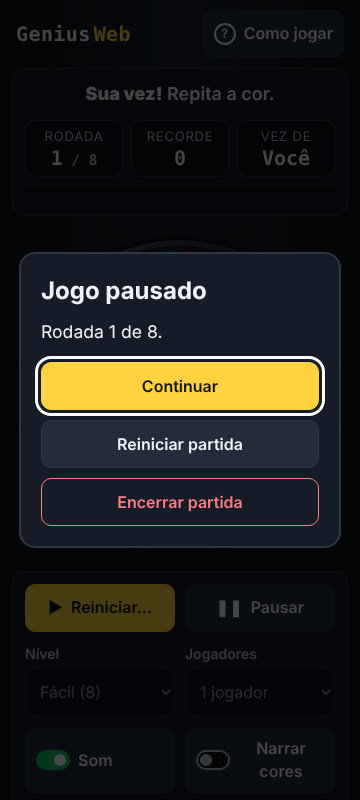 Genius Web
? Como jogar
Sua vez! Repita a cor.
RODADA RECORDE VEZ DE
1 / 8 0 Você
Jogo pausado
Rodada 1 de 8.
Continuar
Reiniciar partida
Encerrar partida
Reiniciar... Pausar
Nível Jogadores
Fácil (8) 1 jogador
Som Narrar
cores